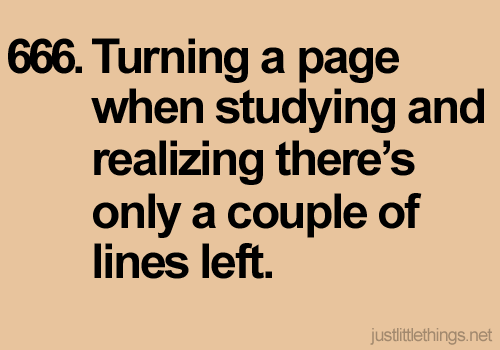 666. Turning a page
when studying and
realizing there’s
only a couple of
lines left.
justlittlethings.net